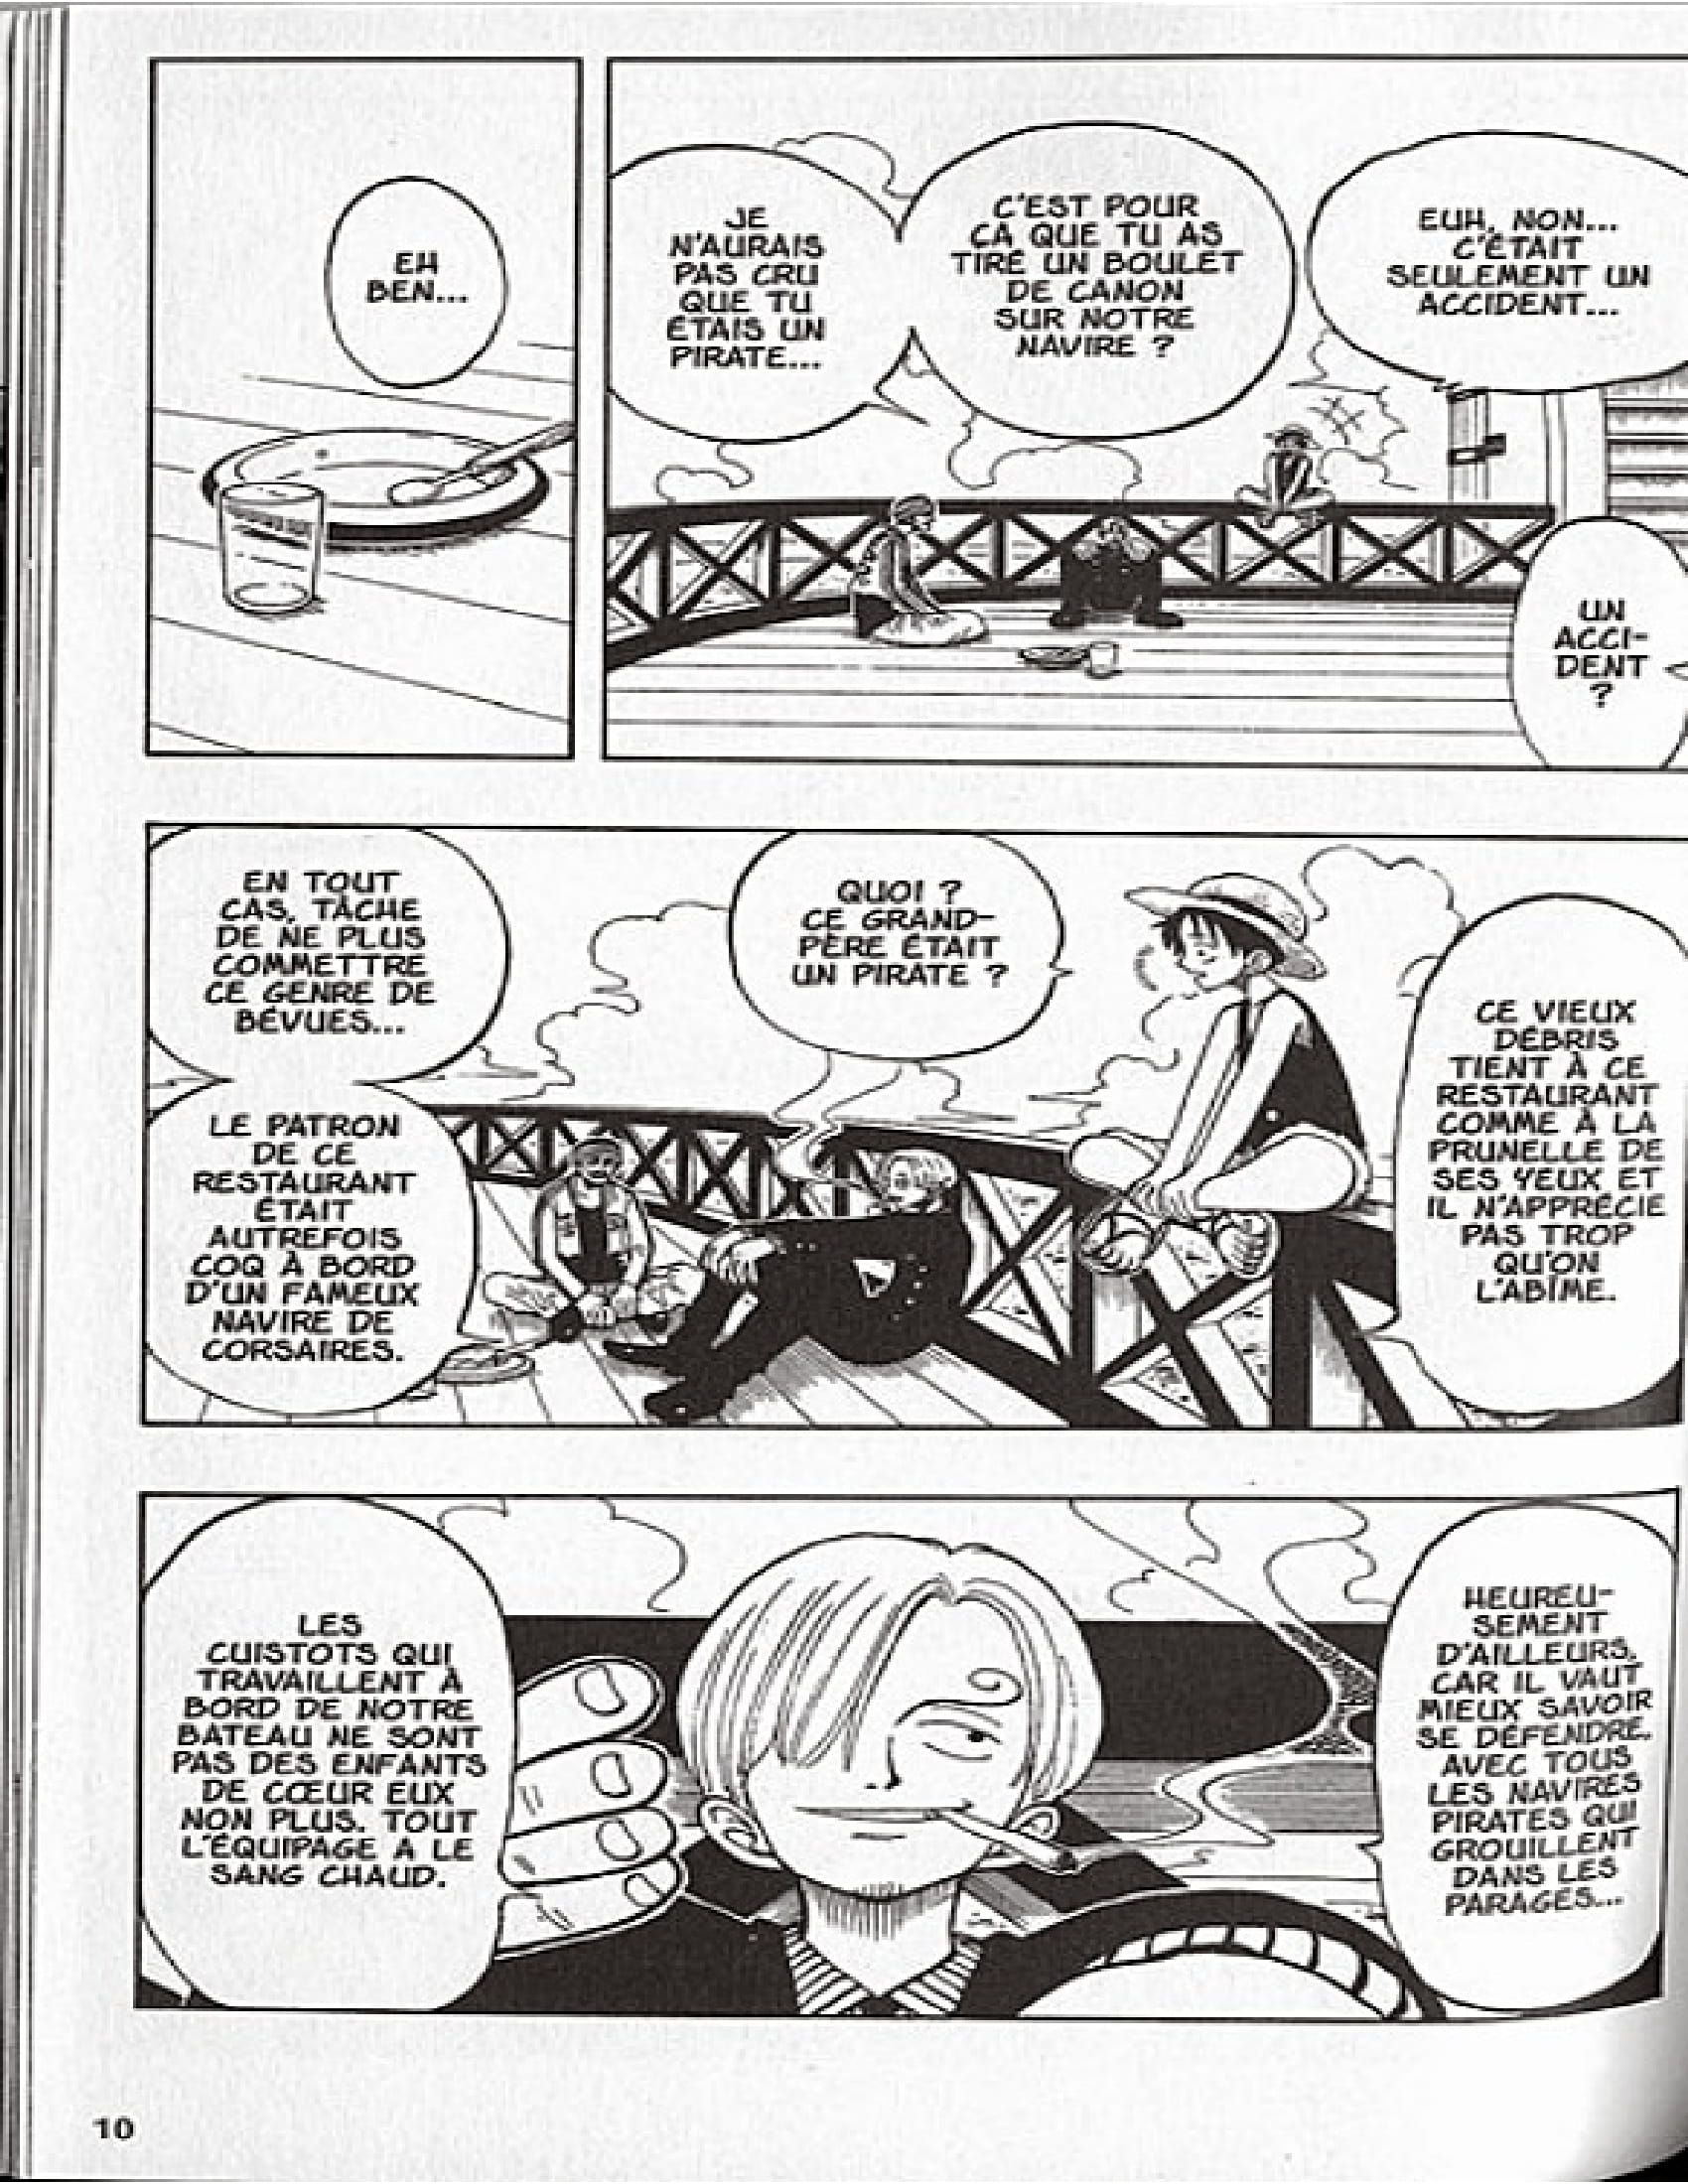 EH
BEN...
JE
N'AURAIS
PAS CRU
QUE TU
ÉTAIS UN
PIRATE...
C'EST POUR
ÇA QUE TU AS
TIRÉ UN BOULET
DE CANON
SUR NOTRE
NAVIRE ?
EUH, NON...
C'ÉTAIT
SEULEMENT UN
ACCIDENT...
UN
ACCI-
DENT
?
EN TOUT
CAS, TÂCHE
DE NE PLUS
COMMETTRE
CE GENRE DE
BÉVUES...
LE PATRON
DE CE
RESTAURANT
ÉTAIT
AUTREFOIS
COQ À BORD
D'UN FAMEUX
NAVIRE DE
CORSAIRES.
QUOI ?
CE GRAND-
PÈRE ÉTAIT
UN PIRATE ?
CE VIEUX
DÉBRIS
TIENT À CE
RESTAURANT
COMME À LA
PRUNELLE DE
SES YEUX ET
IL N'APPRÉCIE
PAS TROP
QU'ON
L'ABÎME.
LES
CUISTOTS QUI
TRAVAILLENT À
BORD DE NOTRE
BATEAU NE SONT
PAS DES ENFANTS
DE CŒUR EUX
NON PLUS. TOUT
L'ÉQUIPAGE A LE
SANG CHAUD.
HEUREU-
SEMENT
D'AILLEURS,
CAR IL VAUT
MIEUX SAVOIR
SE DÉFENDRE,
AVEC TOUS
LES NAVIRES
PIRATES QUI
GROUILLENT
DANS LES
PARAGES...
10